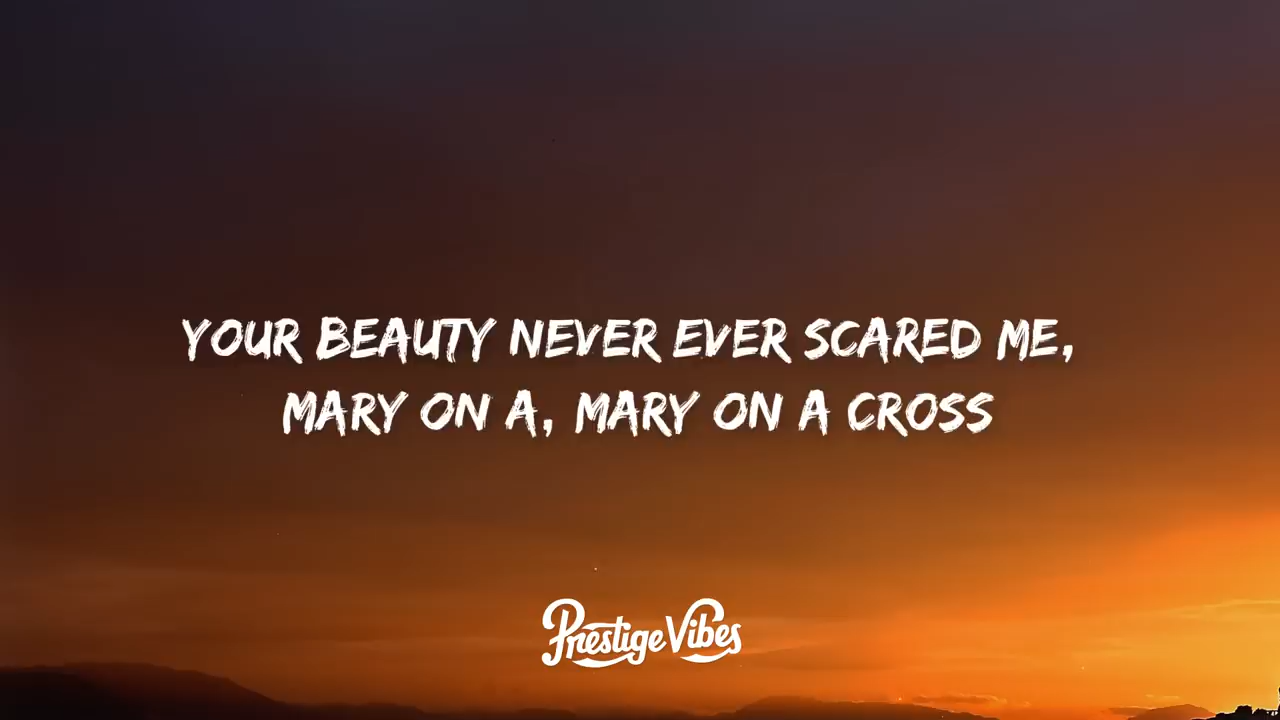 YOUR BEAUTY NEVER EVER SCARED ME,
MARY ON A, MARY ON A CROSS
Prestige Vibes